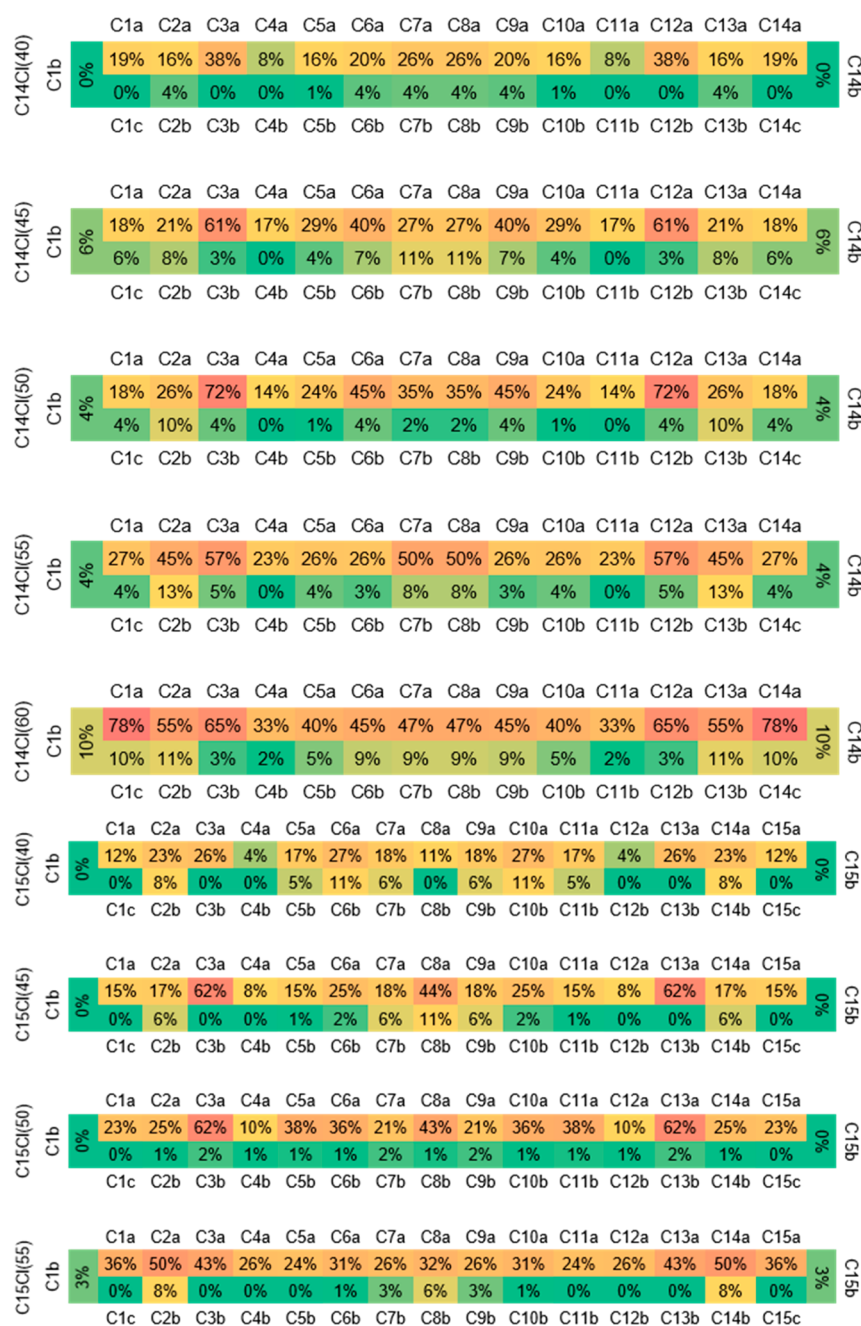 C1a C2a C3a C4a C5a C6a C7a C8a C9a C10a C11a C12a C13a C14a
C14Cl(40) C1b 0% 19% 16% 38% 8% 16% 20% 26% 26% 20% 16% 8% 38% 16% 19% 0% C14b
0% 4% 0% 0% 1% 4% 4% 4% 4% 1% 0% 0% 4% 0%
C1c C2b C3b C4b C5b C6b C7b C8b C9b C10b C11b C12b C13b C14c
C1a C2a C3a C4a C5a C6a C7a C8a C9a C10a C11a C12a C13a C14a
C14Cl(45) C1b 6% 18% 21% 61% 17% 29% 40% 27% 27% 40% 29% 17% 61% 21% 18% 6% C14b
6% 8% 3% 0% 4% 7% 11% 11% 7% 4% 0% 3% 8% 6%
C1c C2b C3b C4b C5b C6b C7b C8b C9b C10b C11b C12b C13b C14c
C1a C2a C3a C4a C5a C6a C7a C8a C9a C10a C11a C12a C13a C14a
C14Cl(50) C1b 4% 18% 26% 72% 14% 24% 45% 35% 35% 45% 24% 14% 72% 26% 18% 4% C14b
4% 10% 4% 0% 1% 4% 2% 2% 4% 1% 0% 4% 10% 4%
C1c C2b C3b C4b C5b C6b C7b C8b C9b C10b C11b C12b C13b C14c
C1a C2a C3a C4a C5a C6a C7a C8a C9a C10a C11a C12a C13a C14a
C14Cl(55) C1b 4% 27% 45% 57% 23% 26% 26% 50% 50% 26% 26% 23% 57% 45% 27% 4% C14b
4% 13% 5% 0% 4% 3% 8% 8% 3% 4% 0% 5% 13% 4%
C1c C2b C3b C4b C5b C6b C7b C8b C9b C10b C11b C12b C13b C14c
C1a C2a C3a C4a C5a C6a C7a C8a C9a C10a C11a C12a C13a C14a
C14Cl(60) C1b 10% 78% 55% 65% 33% 40% 45% 47% 47% 45% 40% 33% 65% 55% 78% 10% C14b
10% 11% 3% 2% 5% 9% 9% 9% 9% 5% 2% 3% 11% 10%
C1c C2b C3b C4b C5b C6b C7b C8b C9b C10b C11b C12b C13b C14c
C1a C2a C3a C4a C5a C6a C7a C8a C9a C10a C11a C12a C13a C14a C15a
C15Cl(40) C1b 0% 12% 23% 26% 4% 17% 27% 18% 11% 18% 27% 17% 4% 26% 23% 12% 0% C15b
0% 8% 0% 0% 5% 11% 6% 0% 6% 11% 5% 0% 0% 8% 0%
C1c C2b C3b C4b C5b C6b C7b C8b C9b C10b C11b C12b C13b C14b C15c
C1a C2a C3a C4a C5a C6a C7a C8a C9a C10a C11a C12a C13a C14a C15a
C15Cl(45) C1b 0% 15% 17% 62% 8% 15% 25% 18% 44% 18% 25% 15% 8% 62% 17% 15% 0% C15b
0% 6% 0% 0% 1% 2% 6% 11% 6% 2% 1% 0% 0% 6% 0%
C1c C2b C3b C4b C5b C6b C7b C8b C9b C10b C11b C12b C13b C14b C15c
C1a C2a C3a C4a C5a C6a C7a C8a C9a C10a C11a C12a C13a C14a C15a
C15Cl(50) C1b 0% 23% 25% 62% 10% 38% 36% 21% 43% 21% 36% 38% 10% 62% 25% 23% 0% C15b
0% 1% 2% 1% 1% 1% 2% 1% 2% 1% 1% 1% 2% 1% 0%
C1c C2b C3b C4b C5b C6b C7b C8b C9b C10b C11b C12b C13b C14b C15c
C1a C2a C3a C4a C5a C6a C7a C8a C9a C10a C11a C12a C13a C14a C15a
C15Cl(55) C1b 3% 36% 50% 43% 26% 24% 31% 26% 32% 26% 31% 24% 26% 43% 50% 36% 3% C15b
0% 8% 0% 0% 0% 1% 3% 6% 3% 1% 0% 0% 0% 8% 0%
C1c C2b C3b C4b C5b C6b C7b C8b C9b C10b C11b C12b C13b C14b C15c